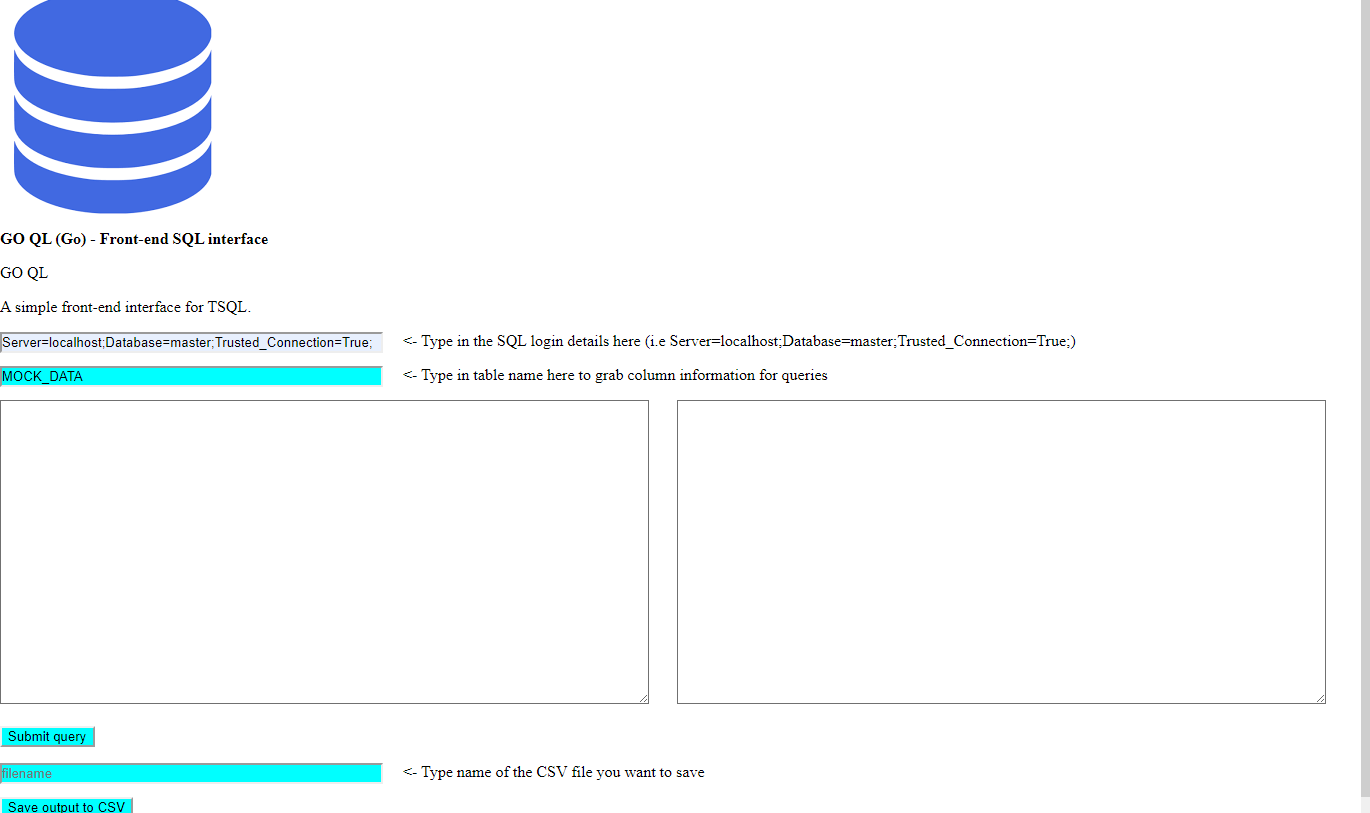 GO QL (Go) - Front-end SQL interface
GO QL
A simple front-end interface for TSQL.
Server=localhost;Database=master;Trusted_Connection=True; <- Type in the SQL login details here (i.e Server=localhost;Database=master;Trusted_Connection=True;)
MOCK_DATA <- Type in table name here to grab column information for queries
Submit query
filename <- Type name of the CSV file you want to save
Save output to CSV